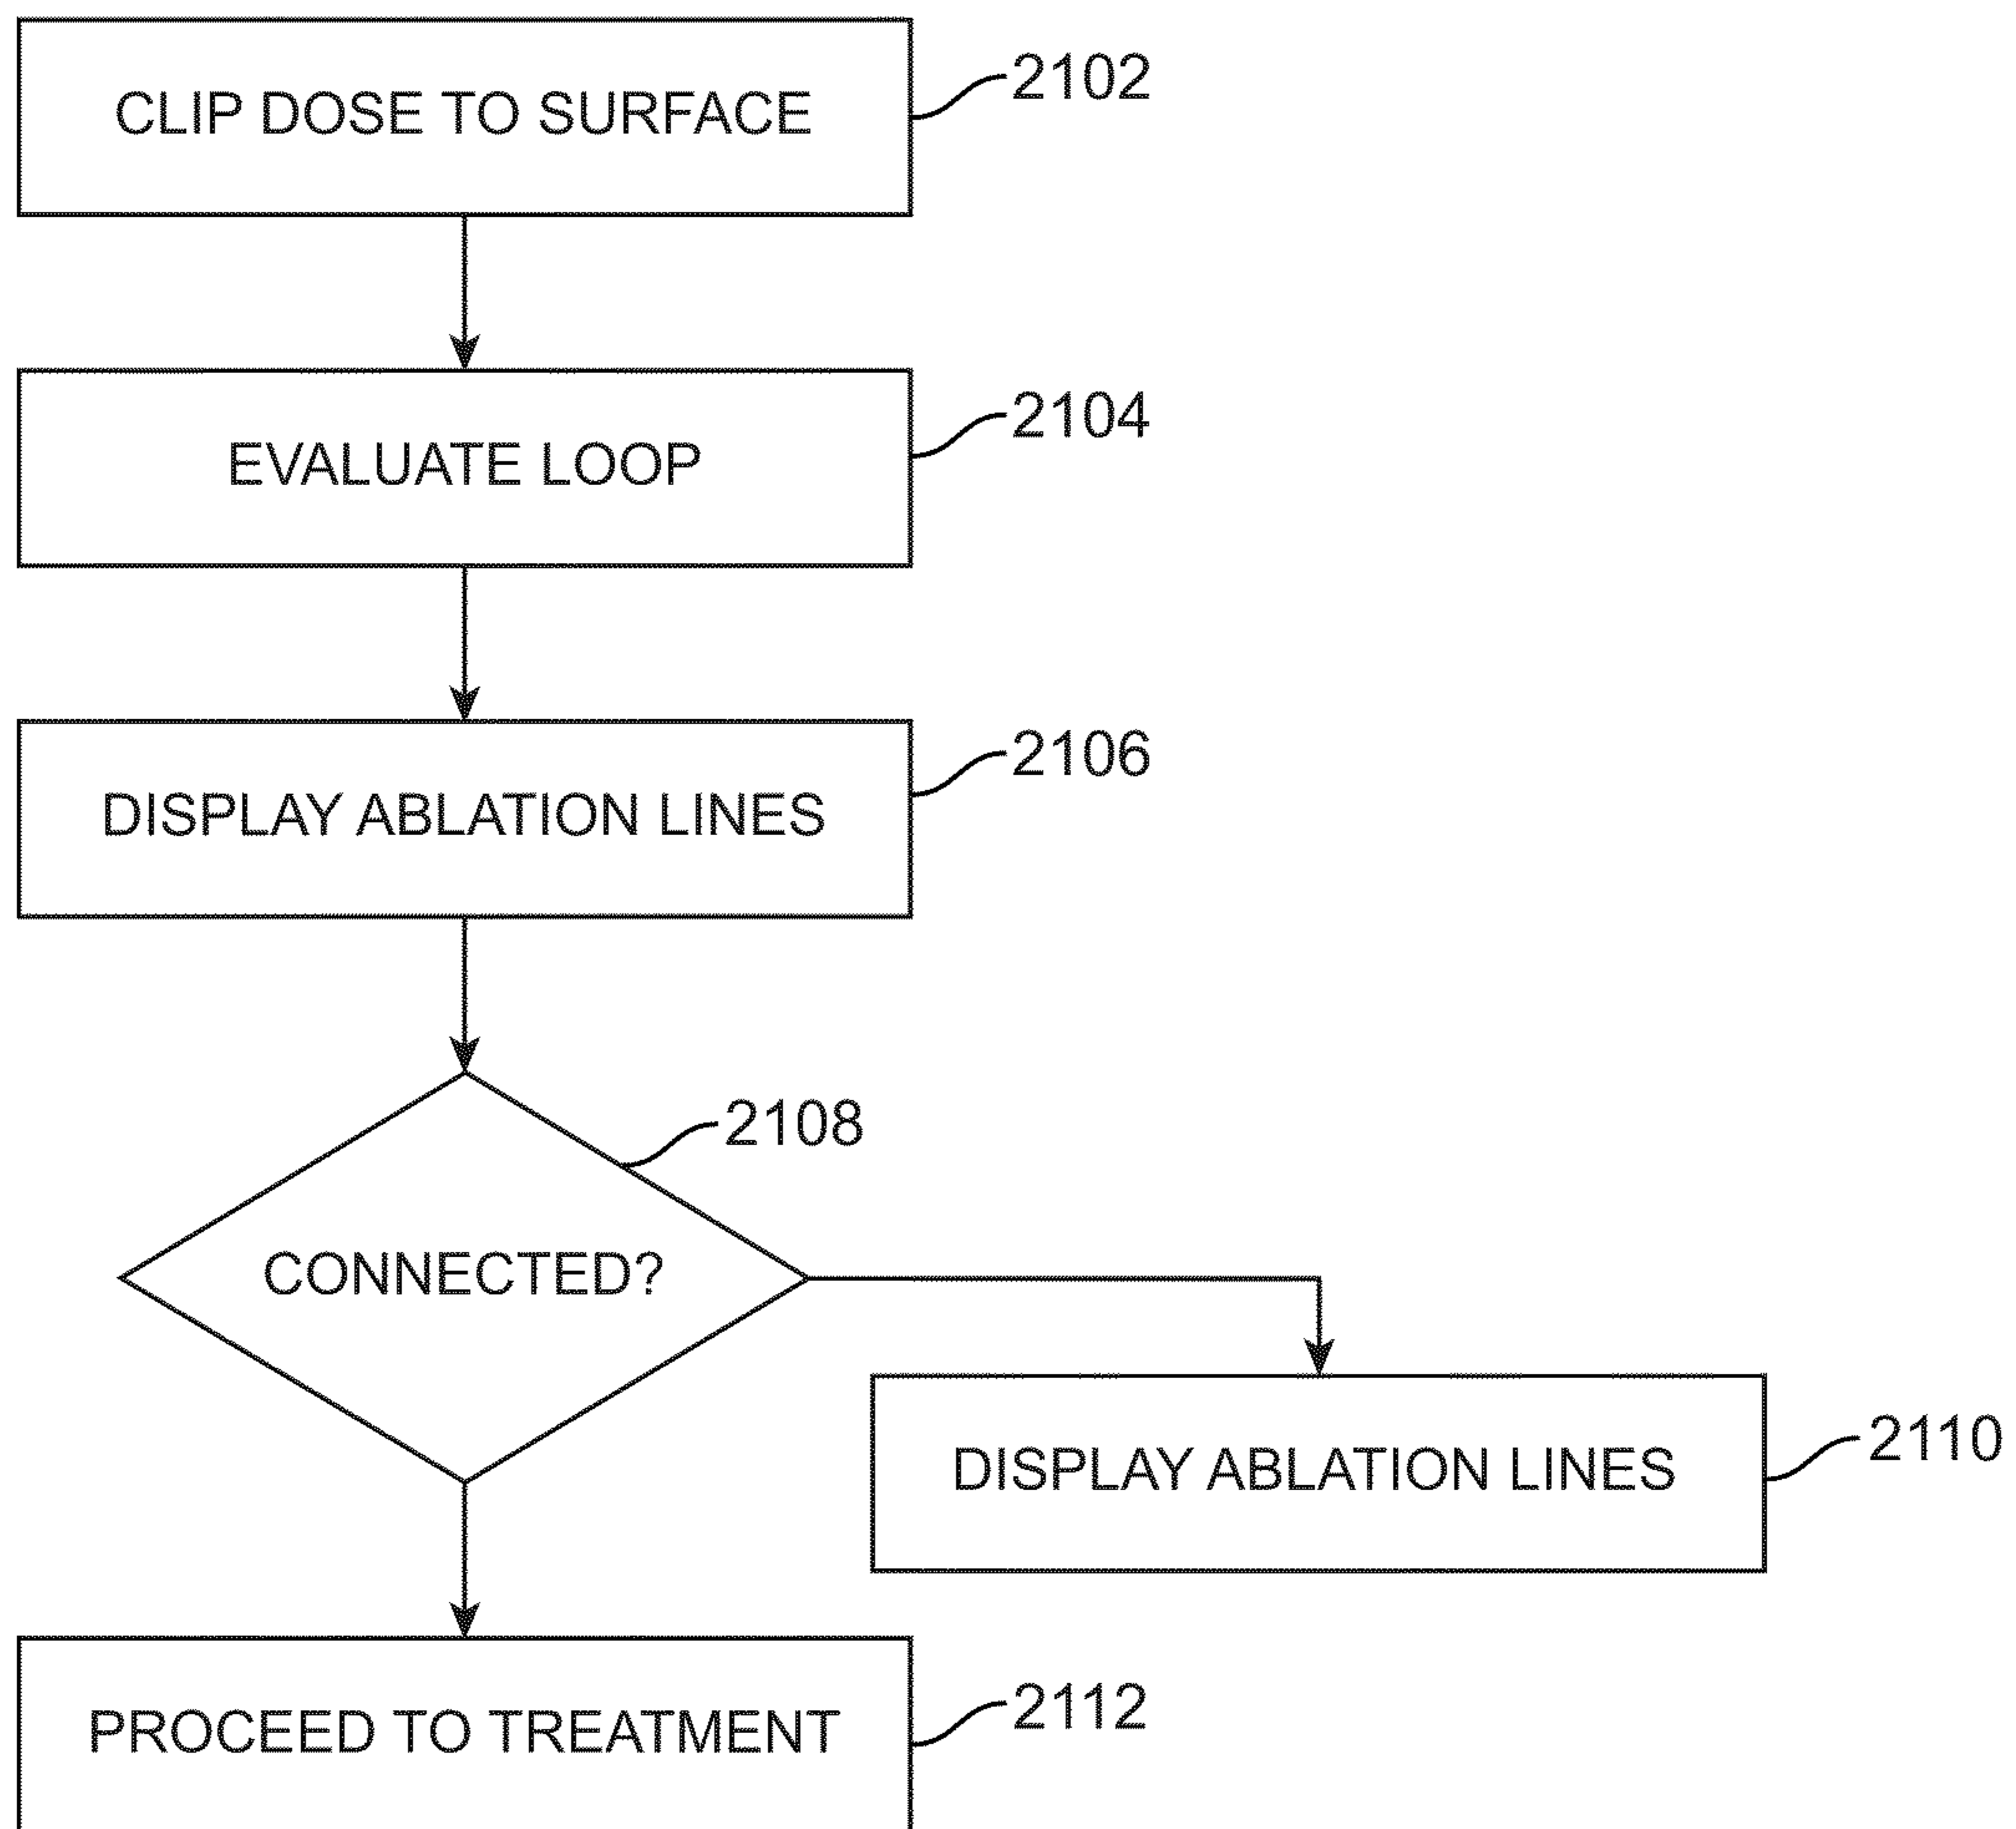 CLIP DOSE TO SURFACE
2102
EVALUATE LOOP
2104
DISPLAY ABLATION LINES
2106
2108
CONNECTED?
DISPLAY ABLATION LINES
2110
PROCEED TO TREATMENT
2112